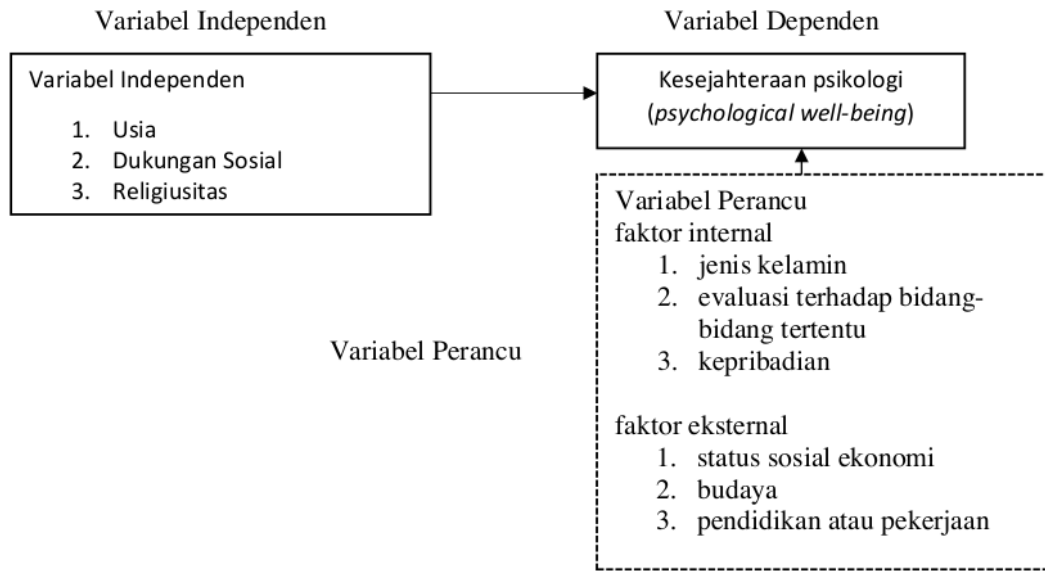 Variabel Independen
Variabel Dependen
Variabel Independen
1. Usia
2. Dukungan Sosial
3. Religiusitas
Kesejahteraan psikologi
(psychological well-being)
Variabel Perancu
Variabel Perancu
faktor internal
1. jenis kelamin
2. evaluasi terhadap bidang-
bidang tertentu
3. kepribadian
faktor eksternal
1. status sosial ekonomi
2. budaya
3. pendidikan atau pekerjaan